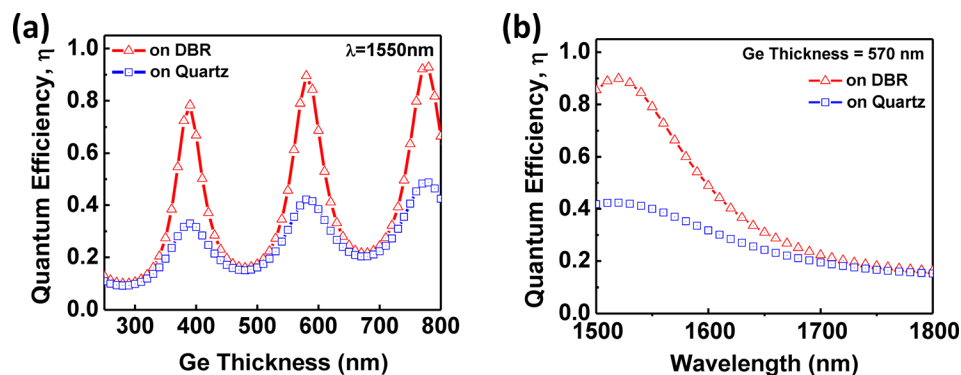 (a)
on DBR
on Quartz
λ=1550nm
Quantum Efficiency, η
1.0
0.8
0.6
0.4
0.2
0.0
300 400 500 600 700 800
Ge Thickness (nm)
(b)
Ge Thickness = 570 nm
on DBR
on Quartz
Quantum Efficiency, η
1.0
0.8
0.6
0.4
0.2
0.0
1500 1600 1700 1800
Wavelength (nm)